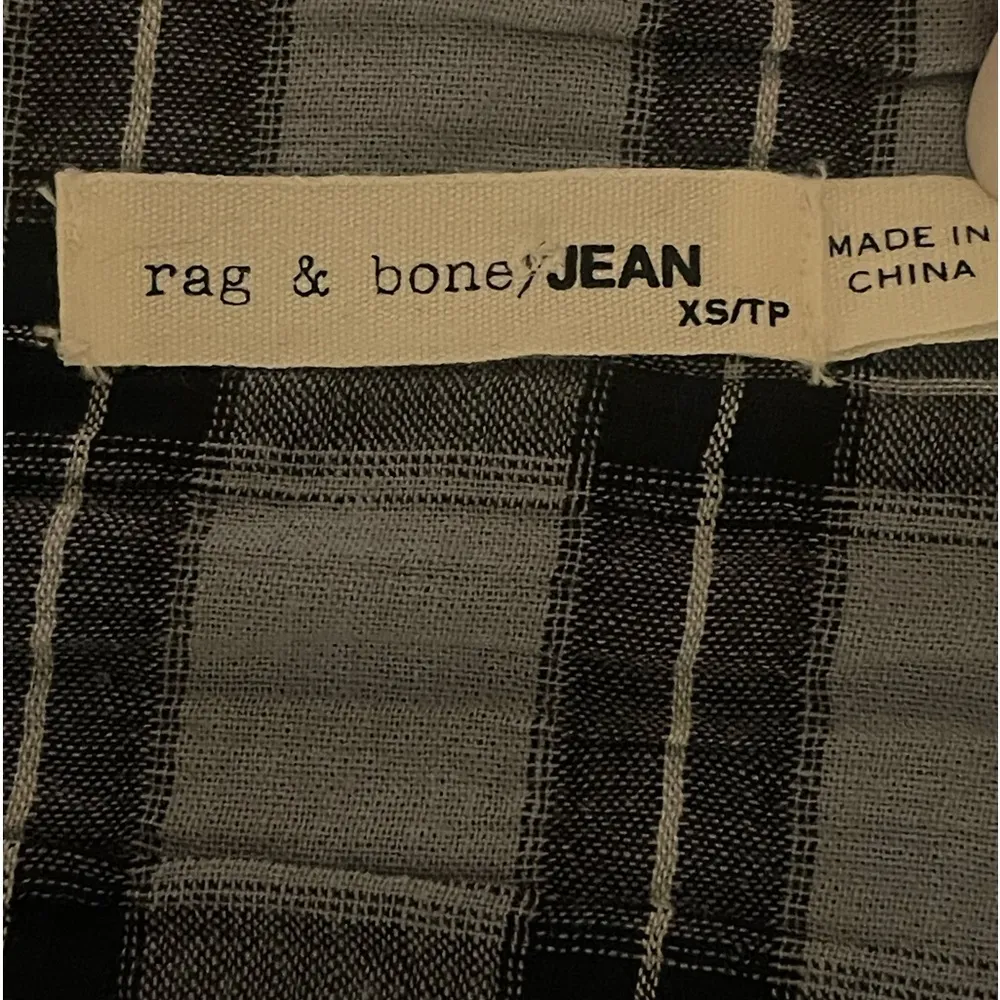 rag & bone/JEAN
XS/TP
MADE IN
CHINA